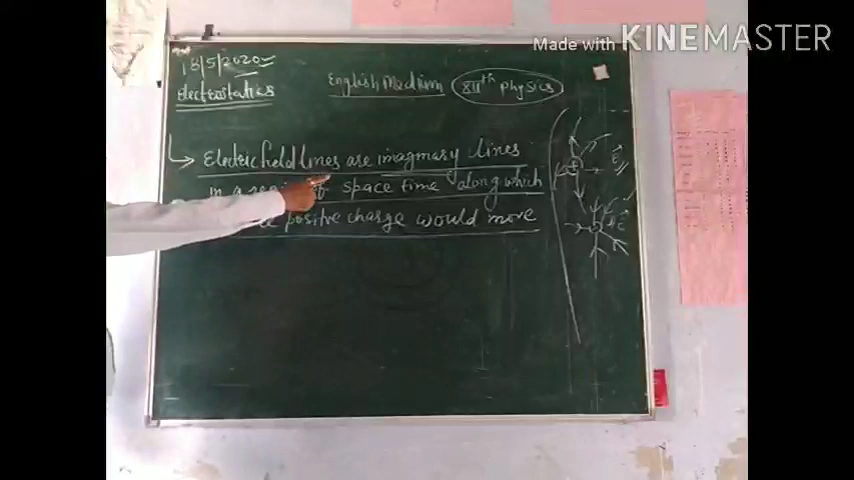 Made with KINEMASTER
18/5/2020
Electrostatics
English Medium
XIIth Physics
Electric field lines are imaginary lines
in a region of space time along which
positive charge would move